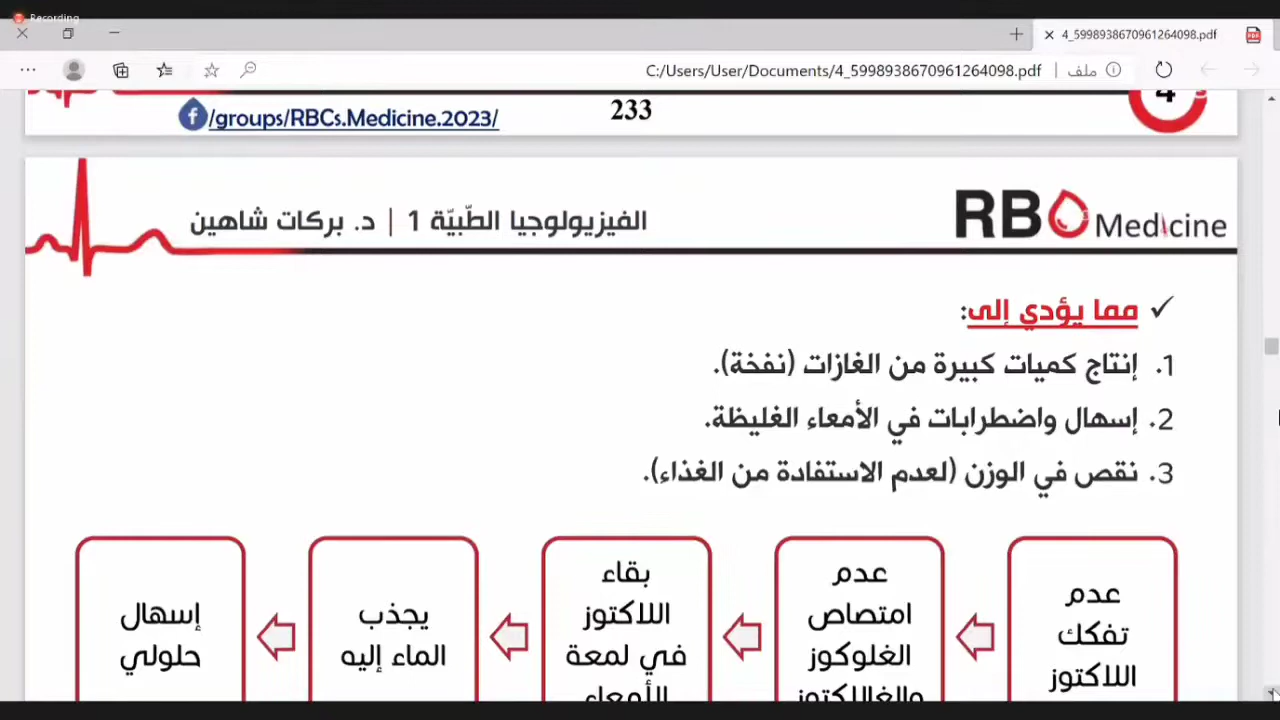 Recording
4_5998938670961264098.pdf
C:/Users/User/Documents/4_5998938670961264098.pdf | ملف
/groups/RBCs.Medicine.2023/
233
4
RBC Medicine
الفيزيولوجيا الطّبيّة 1 | د. بركات شاهين
✓ مما يؤدي إلى:
1. إنتاج كميات كبيرة من الغازات (نفخة).
2. إسهال واضطرابات في الأمعاء الغليظة.
3. نقص في الوزن (لعدم الاستفادة من الغذاء).
عدم
تفكك
اللاكتوز
عدم
امتصاص
الغلوكوز
والغالاكتوز
بقاء
اللاكتوز
في لمعة
الأمعاء
يجذب
الماء إليه
إسهال
حلولي